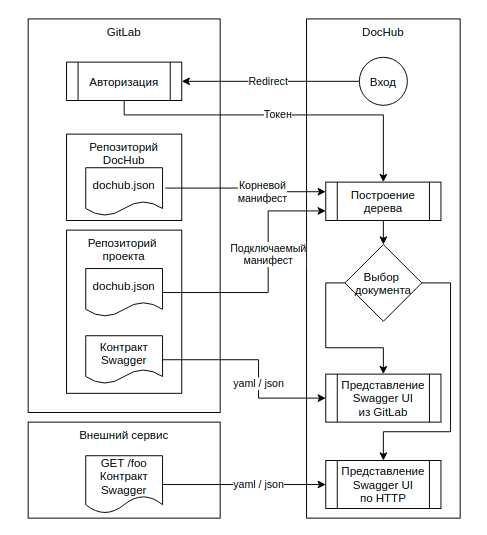 GitLab
DocHub
Авторизация
Redirect
Вход
Токен
Репозиторий
DocHub
dochub.json
Корневой
манифест
Построение
дерева
Репозиторий
проекта
dochub.json
Подключаемый
манифест
Выбор
документа
Контракт
Swagger
yaml / json
Представление
Swagger UI
из GitLab
Внешний сервис
GET /foo
Контракт
Swagger
yaml / json
Представление
Swagger UI
по HTTP